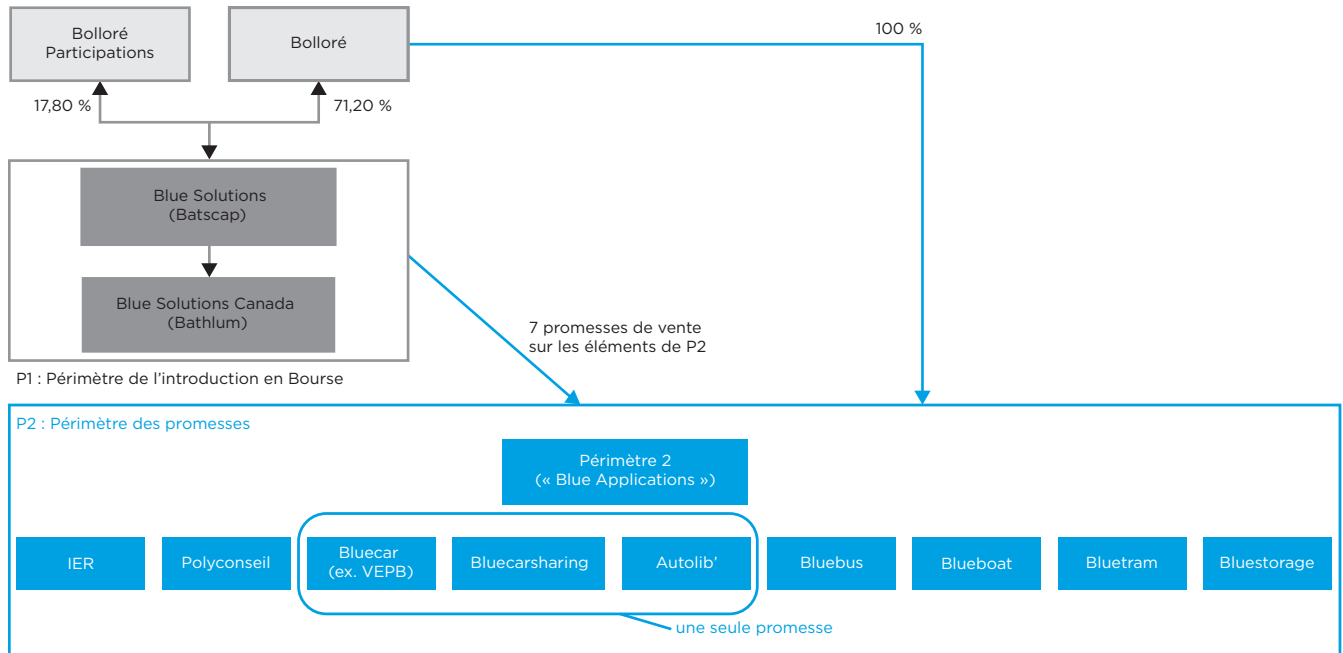 Bolloré
Participations
Bolloré
100 %
17,80 %
71,20 %
Blue Solutions
(Batscap)
Blue Solutions Canada
(Bathlum)
7 promesses de vente
sur les éléments de P2
P1 : Périmètre de l’introduction en Bourse
P2 : Périmètre des promesses
Périmètre 2
(« Blue Applications »)
IER
Polyconseil
Bluecar
(ex. VEPB)
Bluecarsharing
Autolib’
Bluebus
Blueboat
Bluetram
Bluestorage
une seule promesse